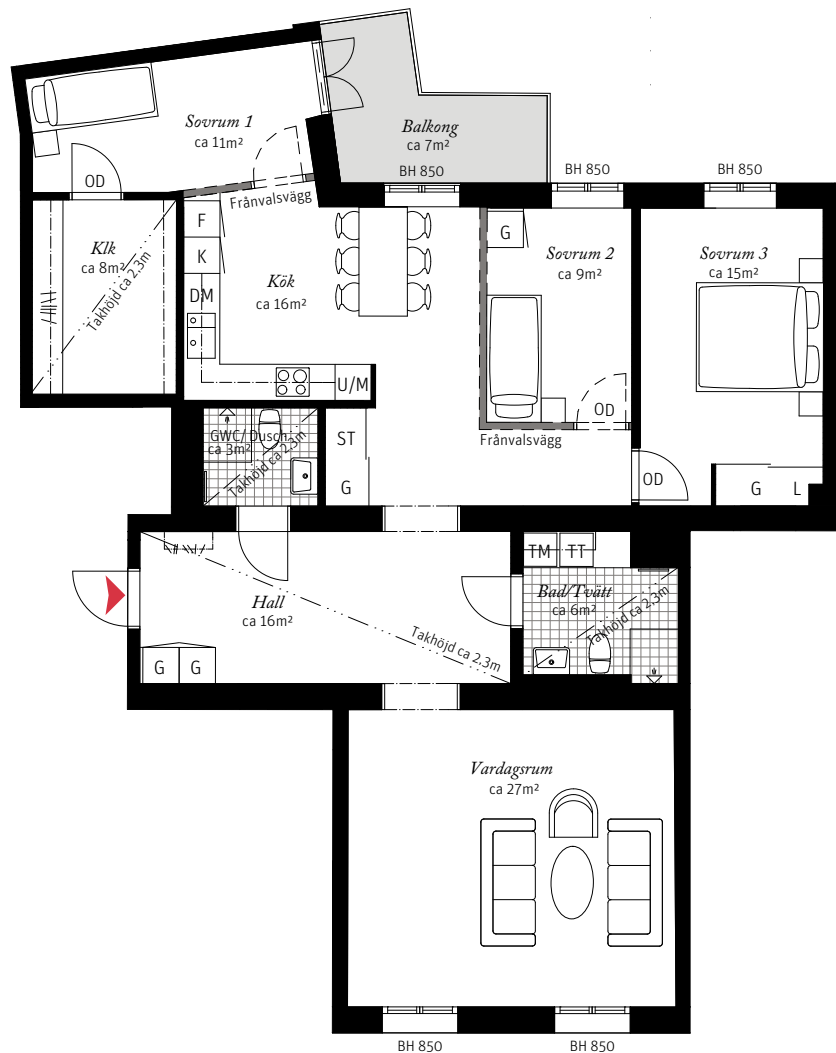 Sovrum 1
ca 11m²
Balkong
ca 7m²
BH 850
BH 850
BH 850
OD
Frånvalsvägg
F
K
DM
Klk
ca 8m²
Takhöjd ca 2,3m
Kök
ca 16m²
G
Sovrum 2
ca 9m²
Sovrum 3
ca 15m²
U/M
OD
Frånvalsvägg
GWC/Dusch
ca 3m²
Takhöjd ca 2,3m
ST
G
OD
G
L
TM
TT
Hall
ca 16m²
Takhöjd ca 2,3m
Bad/Tvätt
ca 6m²
Takhöjd ca 2,3m
G
G
Vardagsrum
ca 27m²
BH 850
BH 850